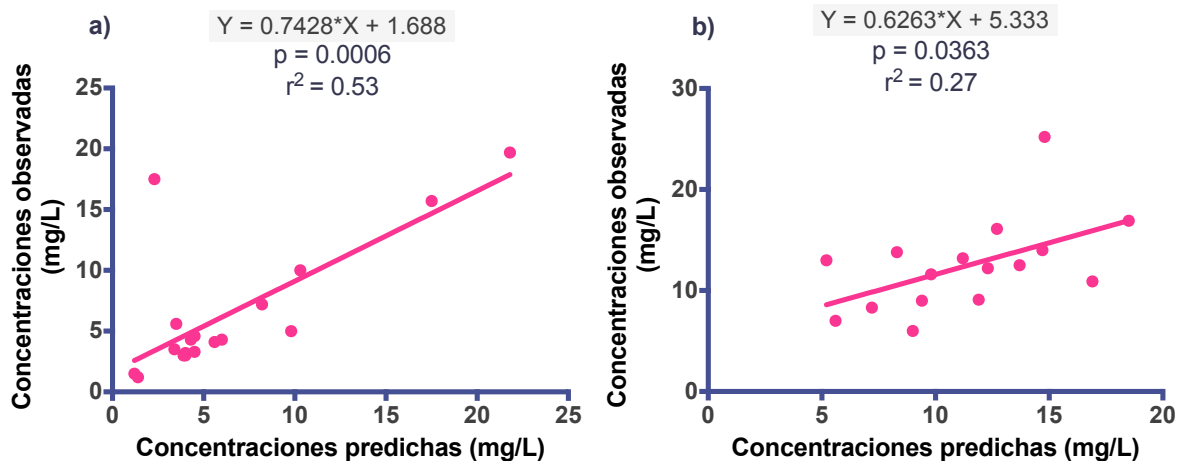 a)
Y = 0.7428*X + 1.688
p = 0.0006
r² = 0.53
Concentraciones observadas
(mg/L)
25
20
15
10
5
0
0 5 10 15 20 25
Concentraciones predichas (mg/L)
b)
Y = 0.6263*X + 5.333
p = 0.0363
r² = 0.27
Concentraciones observadas
(mg/L)
30
20
10
0
0 5 10 15 20
Concentraciones predichas (mg/L)